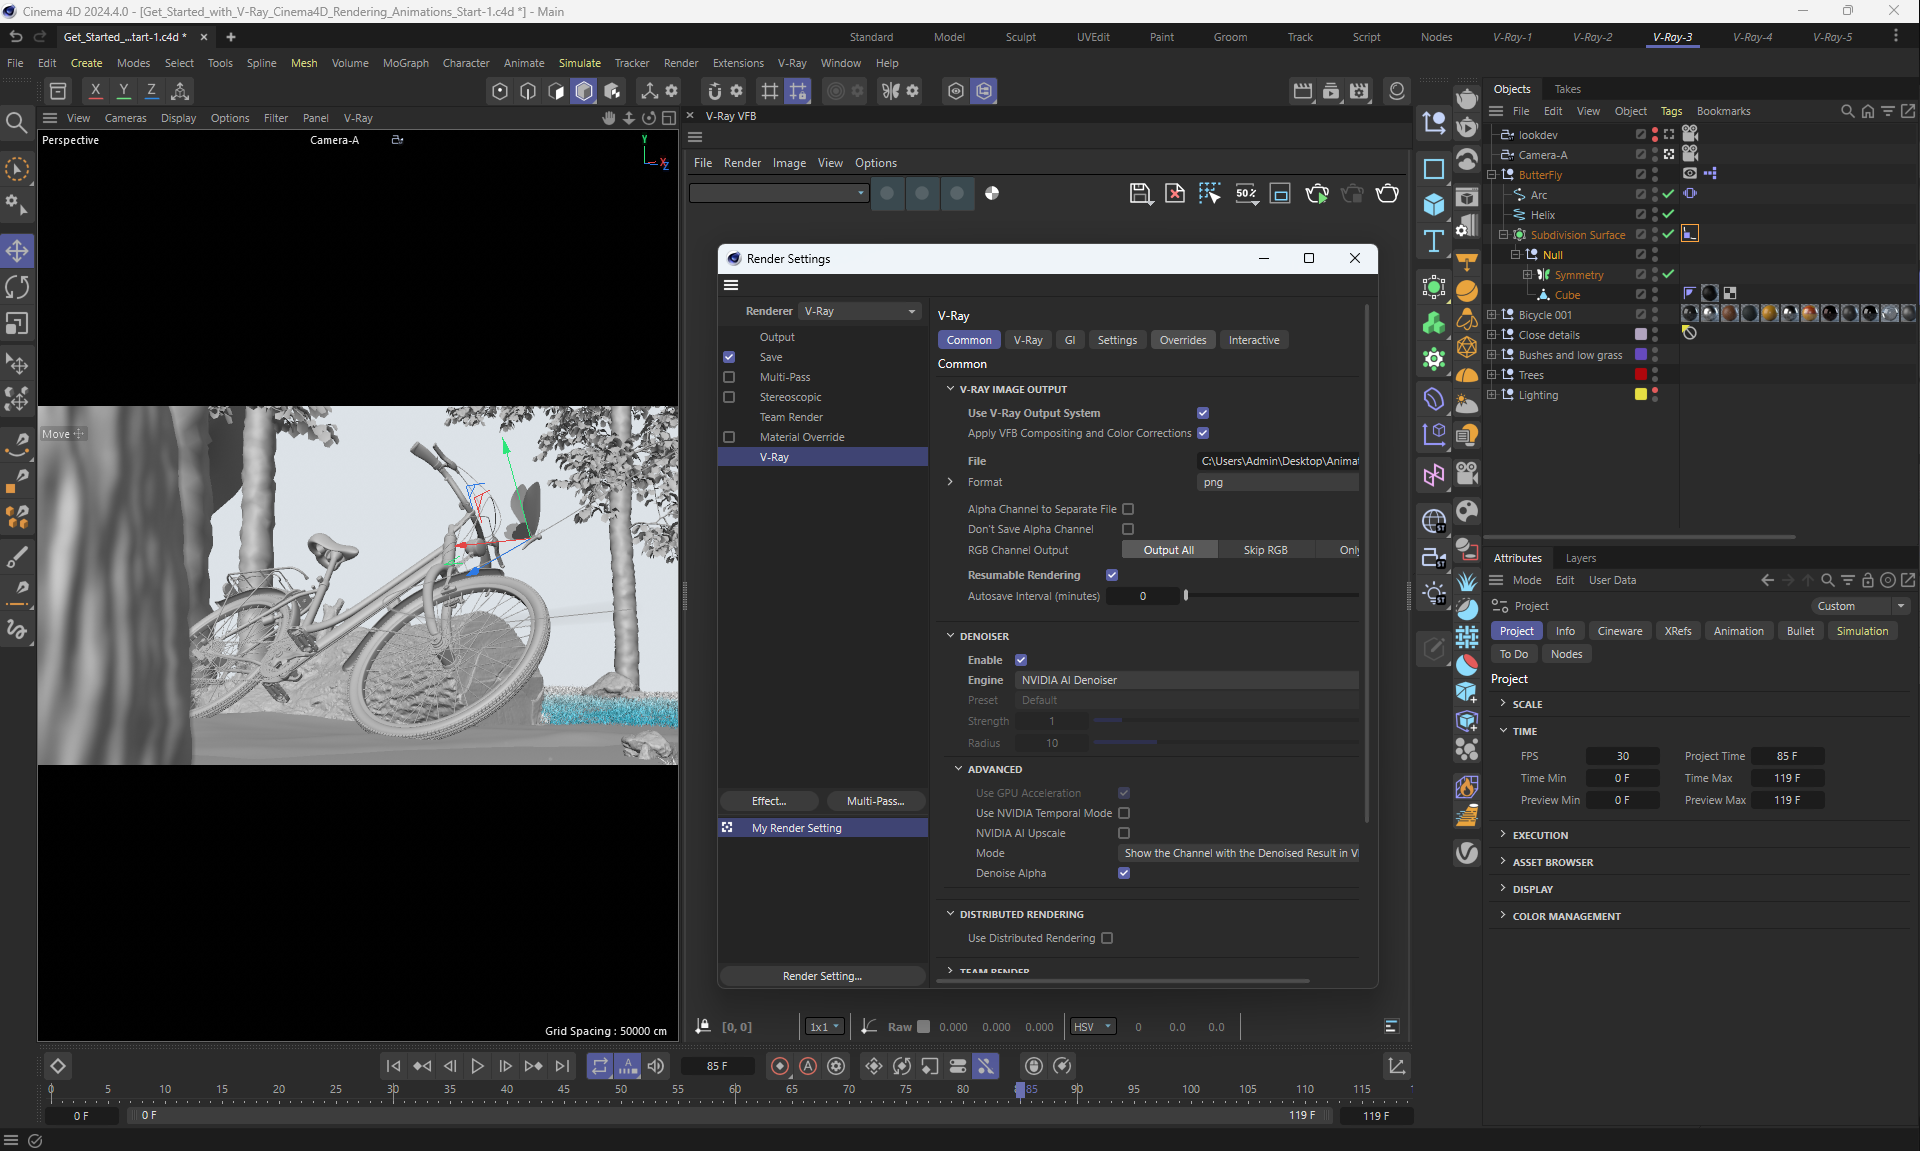 Cinema 4D 2024.4.0 - [Get_Started_with_V-Ray_Cinema4D_Rendering_Animations_Start-1.c4d *] - Main
Get_Started_...tart-1.c4d *
Standard Model Sculpt UVEdit Paint Groom Track Script Nodes V-Ray-1 V-Ray-2 V-Ray-3 V-Ray-4 V-Ray-5
File Edit Create Modes Select Tools Spline Mesh Volume MoGraph Character Animate Simulate Tracker Render Extensions V-Ray Window Help
X Y Z
View Cameras Display Options Filter Panel V-Ray
Perspective
Camera-A
Y
X
Z
Move
Grid Spacing : 50000 cm
V-Ray VFB
File Render Image View Options
50%
Render Settings
Renderer V-Ray
Output
Save
Multi-Pass
Stereoscopic
Team Render
Material Override
V-Ray
Effect...
Multi-Pass...
My Render Setting
Render Setting...
V-Ray
Common V-Ray GI Settings Overrides Interactive
Common
V-RAY IMAGE OUTPUT
Use V-Ray Output System
Apply VFB Compositing and Color Corrections
File C:\Users\Admin\Desktop\Animat
Format png
Alpha Channel to Separate File
Don't Save Alpha Channel
RGB Channel Output Output All Skip RGB Only
Resumable Rendering
Autosave Interval (minutes) 0
DENOISER
Enable
Engine NVIDIA AI Denoiser
Preset Default
Strength 1
Radius 10
ADVANCED
Use GPU Acceleration
Use NVIDIA Temporal Mode
NVIDIA AI Upscale
Mode Show the Channel with the Denoised Result in V
Denoise Alpha
DISTRIBUTED RENDERING
Use Distributed Rendering
TEAM RENDER
[0, 0] 1x1 Raw 0.000 0.000 0.000 HSV 0 0.0 0.0
Objects Takes
File Edit View Object Tags Bookmarks
lookdev
Camera-A
ButterFly
Arc
Helix
Subdivision Surface
Null
Symmetry
Cube
Bicycle 001
Close details
Bushes and low grass
Trees
Lighting
ST
ST
ST
Attributes Layers
Mode Edit User Data
Project
Custom
Project Info Cineware XRefs Animation Bullet Simulation
To Do Nodes
Project
SCALE
TIME
FPS 30 Project Time 85 F
Time Min 0 F Time Max 119 F
Preview Min 0 F Preview Max 119 F
EXECUTION
ASSET BROWSER
DISPLAY
COLOR MANAGEMENT
85 F
0 5 10 15 20 25 30 35 40 45 50 55 60 65 70 75 80 85 90 95 100 105 110 115
0 F 0 F 119 F 119 F